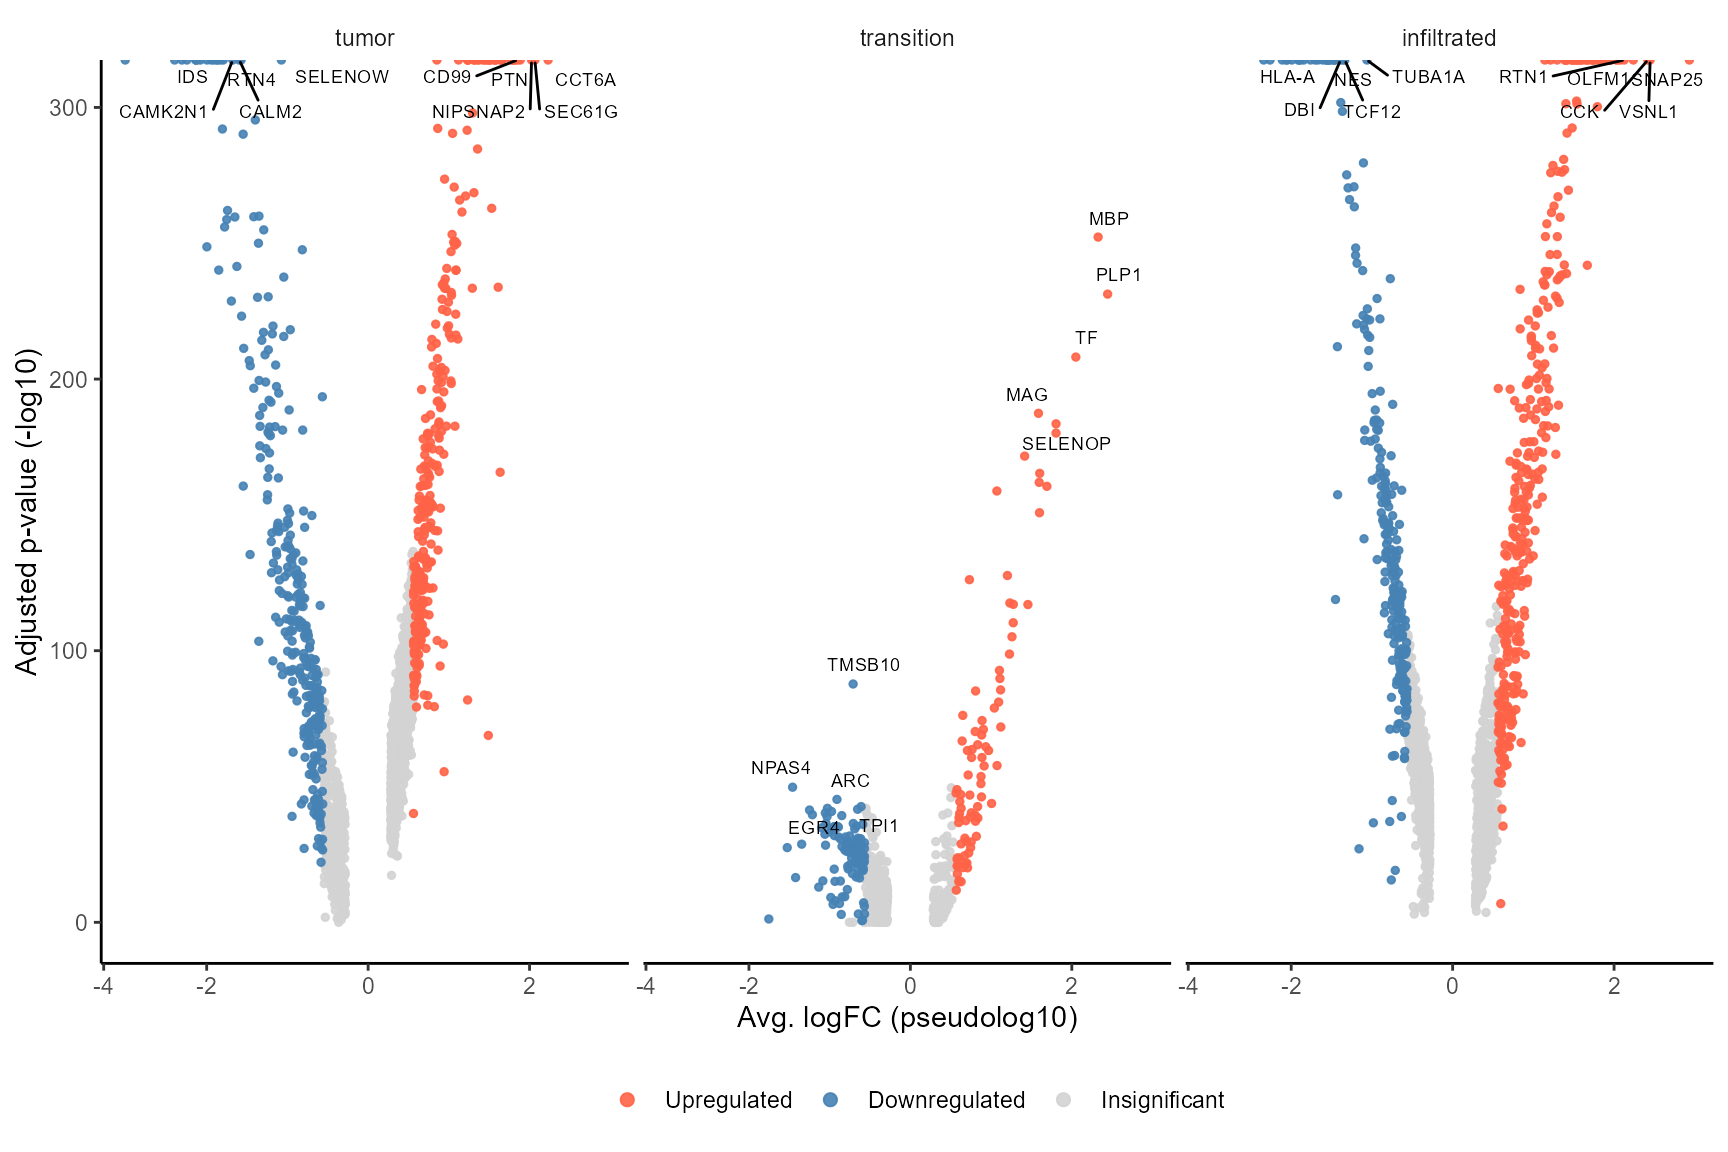 tumor
transition
infiltrated
IDS RTN4 SELENOW CD99 PTN CCT6A
CAMK2N1 CALM2 NIPSNAP2 SEC61G
HLA-A NES TUBA1A RTN1 OLFM1 SNAP25
DBI TCF12 CCK VSNL1
MBP
PLP1
TF
MAG
SELENOP
TMSB10
NPAS4
ARC
EGR4 TPI1
300
200
100
0
Adjusted p-value (-log10)
-4 -2 0 2 -4 -2 0 2 -4 -2 0 2
Avg. logFC (pseudolog10)
Upregulated Downregulated Insignificant